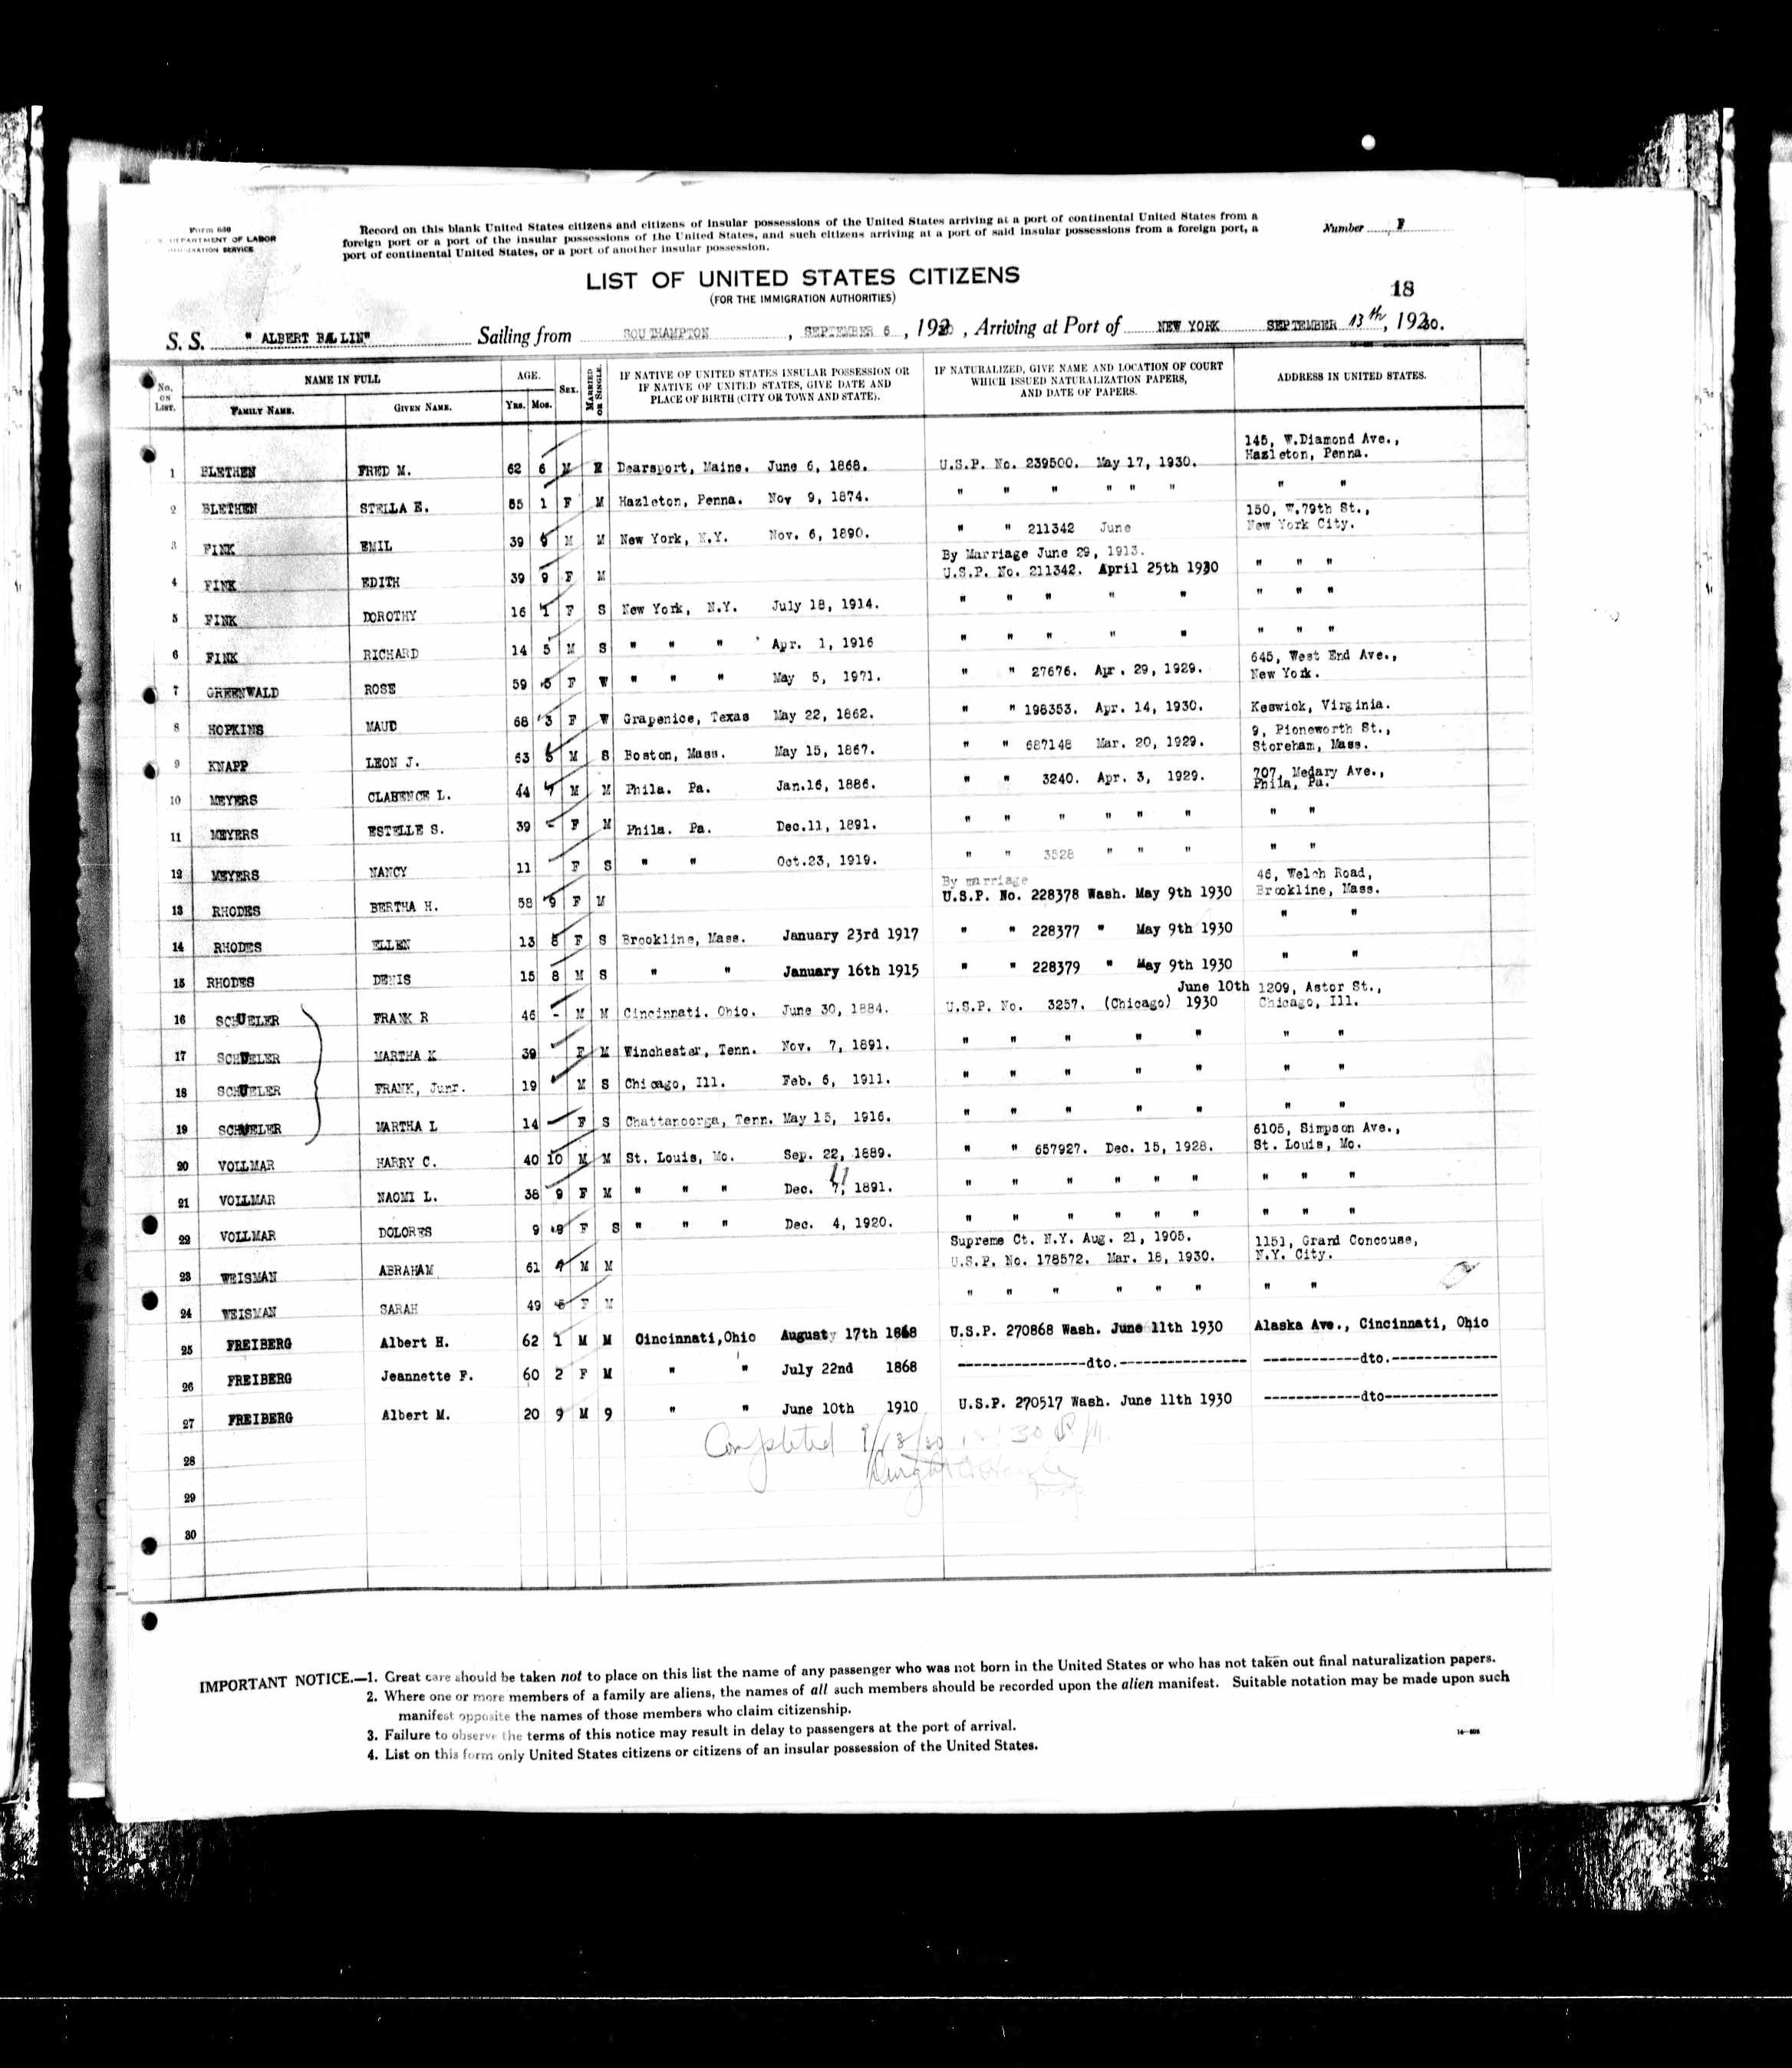 Form 630
DEPARTMENT OF LABOR
IMMIGRATION SERVICE
Record on this blank United States citizens and citizens of insular possessions of the United States arriving at a port of continental United States from a
foreign port or a port of the insular possessions of the United States, and such citizens arriving at a port of said insular possessions from a foreign port, a
port of continental United States, or a port of another insular possession.
Number
LIST OF UNITED STATES CITIZENS
(FOR THE IMMIGRATION AUTHORITIES)
18
S. S. " ALBERT BALLIN" Sailing from SOUTHAMPTON , SEPTEMBER 6 , 1930 , Arriving at Port of NEW YORK SEPTEMBER 13th , 1930.
No. ON LIST. NAME IN FULL FAMILY NAME. GIVEN NAME. AGE. YRS. MOS. SEX. MARRIED OR SINGLE. IF NATIVE OF UNITED STATES INSULAR POSSESSION OR IF NATIVE OF UNITED STATES, GIVE DATE AND PLACE OF BIRTH (CITY OR TOWN AND STATE). IF NATURALIZED, GIVE NAME AND LOCATION OF COURT WHICH ISSUED NATURALIZATION PAPERS, AND DATE OF PAPERS. ADDRESS IN UNITED STATES.
145, W.Diamond Ave.,
1 BLETHEN FRED M. 62 6 M M Dearsport, Maine. June 6, 1868. U.S.P. No. 239500. May 17, 1930. Hazleton, Penna.
2 BLETHEN STELLA E. 55 1 F M Hazleton, Penna. Nov 9, 1874. " " " " " " " "
150, W.79th St.,
3 FINK EMIL 39 9 M M New York, N.Y. Nov. 6, 1890. " " 211342 June New York City.
By Marriage June 29, 1913.
4 FINK EDITH 39 9 F M U.S.P. No. 211342. April 25th 1930 " " "
5 FINK DOROTHY 16 1 F S New York, N.Y. July 18, 1914. " " " " " " " "
6 FINK RICHARD 14 5 M S " " " Apr. 1, 1916 " " " " " " " "
645, West End Ave.,
7 GREENWALD ROSE 59 5 F W " " " May 5, 1971. " " 27676. Apr. 29, 1929. New York.
8 HOPKINS MAUD 68 3 F W Grapenice, Texas May 22, 1862. " " 198353. Apr. 14, 1930. Keswick, Virginia.
9, Pioneworth St.,
9 KNAPP LEON J. 63 5 M S Boston, Mass. May 15, 1867. " " 687148 Mar. 20, 1929. Storeham, Mass.
707, Medary Ave.,
10 MEYERS CLARENCE L. 44 7 M M Phila. Pa. Jan.16, 1886. " " 3240. Apr. 3, 1929. Phila, Pa.
11 MEYERS ESTELLE S. 39 - F M Phila. Pa. Dec.11, 1891. " " " " " " " "
12 MEYERS NANCY 11 F S " " Oct.23, 1919. " " 3528 " " " " "
By marriage 46, Welch Road,
13 RHODES BERTHA H. 58 9 F M U.S.P. No. 228378 Wash. May 9th 1930 Brookline, Mass.
14 RHODES ELLEN 13 8 F S Brookline, Mass. January 23rd 1917 " " 228377 " May 9th 1930 " "
15 RHODES DENIS 15 8 M S " " January 16th 1915 " " 228379 " May 9th 1930 " "
June 10th 1209, Astor St.,
16 SCHUELER FRANK R 46 - M M Cincinnati. Ohio. June 30, 1884. U.S.P. No. 3257. (Chicago) 1930 Chicago, Ill.
17 SCHUELER MARTHA K 39 F M Winchester, Tenn. Nov. 7, 1891. " " " " " " "
18 SCHUELER FRANK, Junr. 19 M S Chicago, Ill. Feb. 6, 1911. " " " " " " "
19 SCHUELER MARTHA L 14 F S Chattanoorga, Tenn. May 15, 1916. " " " " " " "
6105, Simpson Ave.,
20 VOLLMAR HARRY C. 40 10 M M St. Louis, Mo. Sep. 22, 1889. " " 657927. Dec. 15, 1928. St. Louis, Mo.
21 VOLLMAR NAOMI L. 38 9 F M " " " Dec. 7, 1891. " " " " " " " " "
22 VOLLMAR DOLORES 9 9 F S " " " Dec. 4, 1920. " " " " " " " " "
Supreme Ct. N.Y. Aug. 21, 1905. 1151, Grand Concouse,
23 WEISMAN ABRAHAM 61 M M U.S.P. No. 178572. Mar. 18, 1930. N.Y. City.
24 WEISMAN SARAH 49 F M " " " " " " " "
25 FREIBERG Albert H. 62 1 M M Cincinnati,Ohio August 17th 1868 U.S.P. 270868 Wash. June 11th 1930 Alaska Ave., Cincinnati, Ohio
26 FREIBERG Jeannette F. 60 2 F M " " July 22nd 1868 ----------------dto.---------------- ------------dto.-------------
27 FREIBERG Albert M. 20 9 M 9 " " June 10th 1910 U.S.P. 270517 Wash. June 11th 1930 ------------dto--------------
Completed 9/13/30
28
29
30
IMPORTANT NOTICE.—1. Great care should be taken not to place on this list the name of any passenger who was not born in the United States or who has not taken out final naturalization papers.
2. Where one or more members of a family are aliens, the names of all such members should be recorded upon the alien manifest. Suitable notation may be made upon such
manifest opposite the names of those members who claim citizenship.
3. Failure to observe the terms of this notice may result in delay to passengers at the port of arrival.
4. List on this form only United States citizens or citizens of an insular possession of the United States.